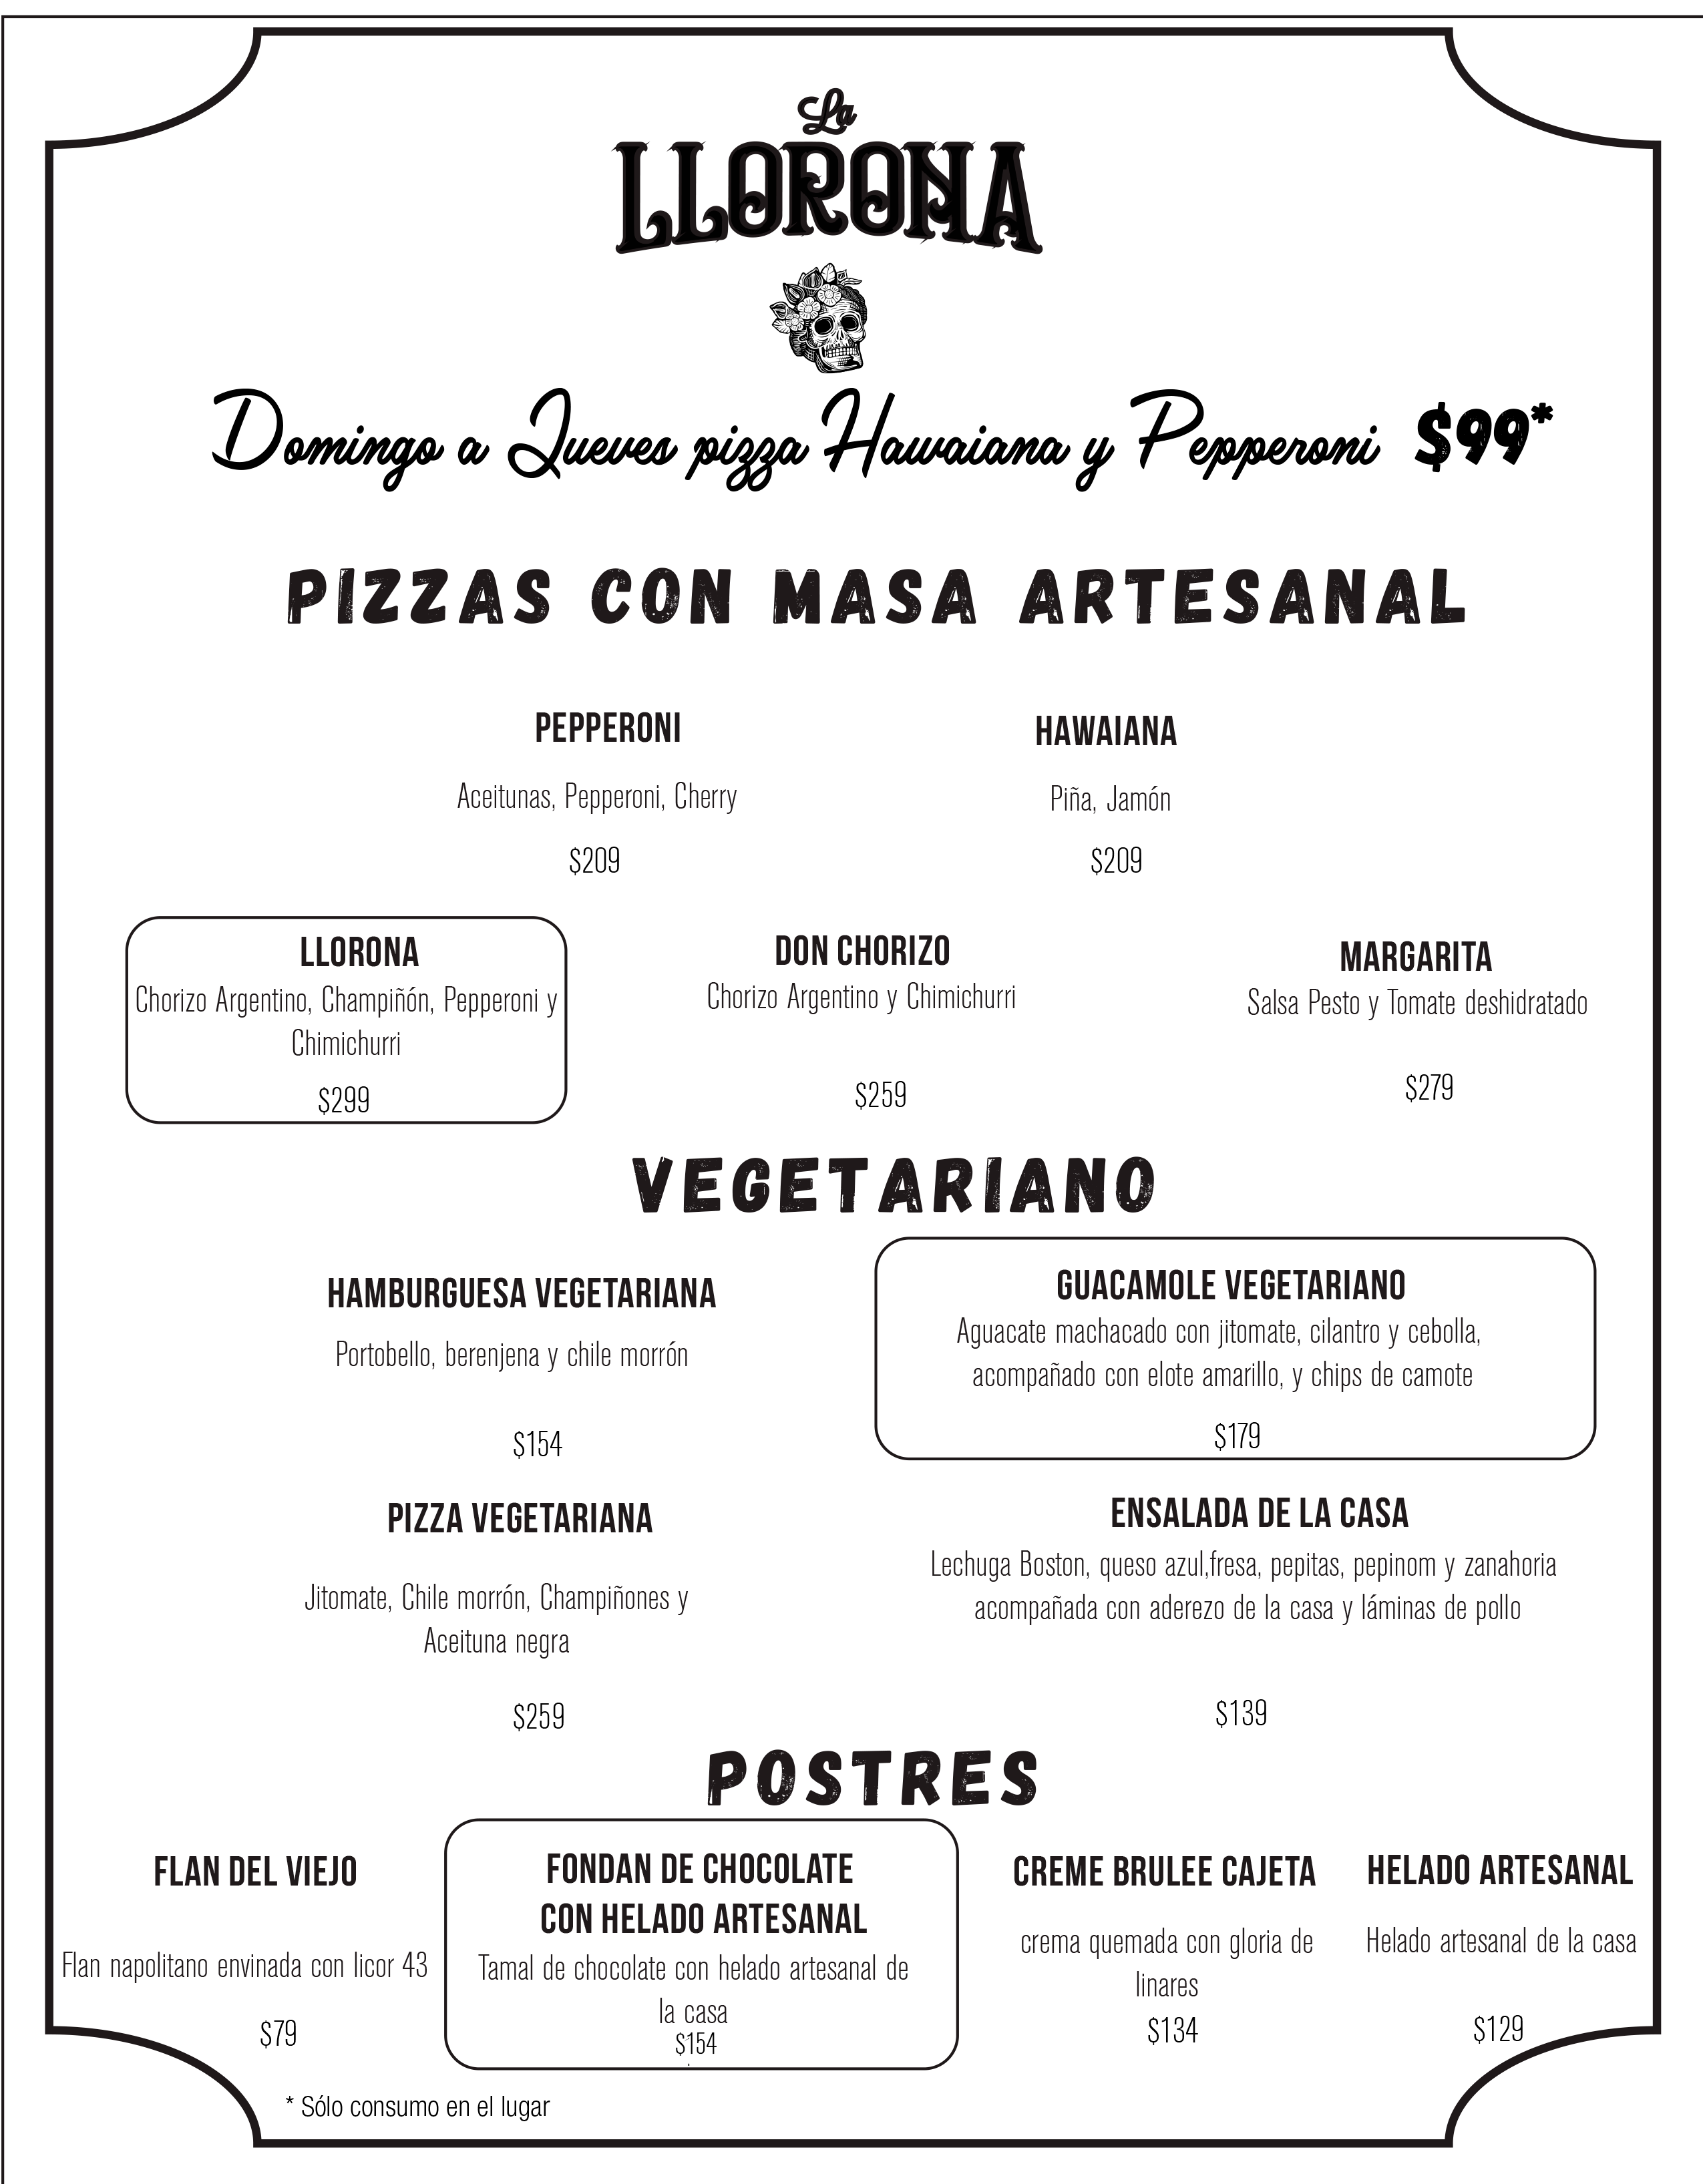 La
LLORONA
Domingo a Jueves pizza Hawaiana y Pepperoni $99*
PIZZAS CON MASA ARTESANAL
PEPPERONI
Aceitunas, Pepperoni, Cherry
$209
HAWAIANA
Piña, Jamón
$209
LLORONA
Chorizo Argentino, Champiñón, Pepperoni y
Chimichurri
$299
DON CHORIZO
Chorizo Argentino y Chimichurri
$259
MARGARITA
Salsa Pesto y Tomate deshidratado
$279
VEGETARIANO
HAMBURGUESA VEGETARIANA
Portobello, berenjena y chile morrón
$154
GUACAMOLE VEGETARIANO
Aguacate machacado con jitomate, cilantro y cebolla,
acompañado con elote amarillo, y chips de camote
$179
PIZZA VEGETARIANA
Jitomate, Chile morrón, Champiñones y
Aceituna negra
$259
ENSALADA DE LA CASA
Lechuga Boston, queso azul,fresa, pepitas, pepinom y zanahoria
acompañada con aderezo de la casa y láminas de pollo
$139
POSTRES
FLAN DEL VIEJO
Flan napolitano envinada con licor 43
$79
FONDAN DE CHOCOLATE
CON HELADO ARTESANAL
Tamal de chocolate con helado artesanal de
la casa
$154
CREME BRULEE CAJETA
crema quemada con gloria de
linares
$134
HELADO ARTESANAL
Helado artesanal de la casa
$129
* Sólo consumo en el lugar